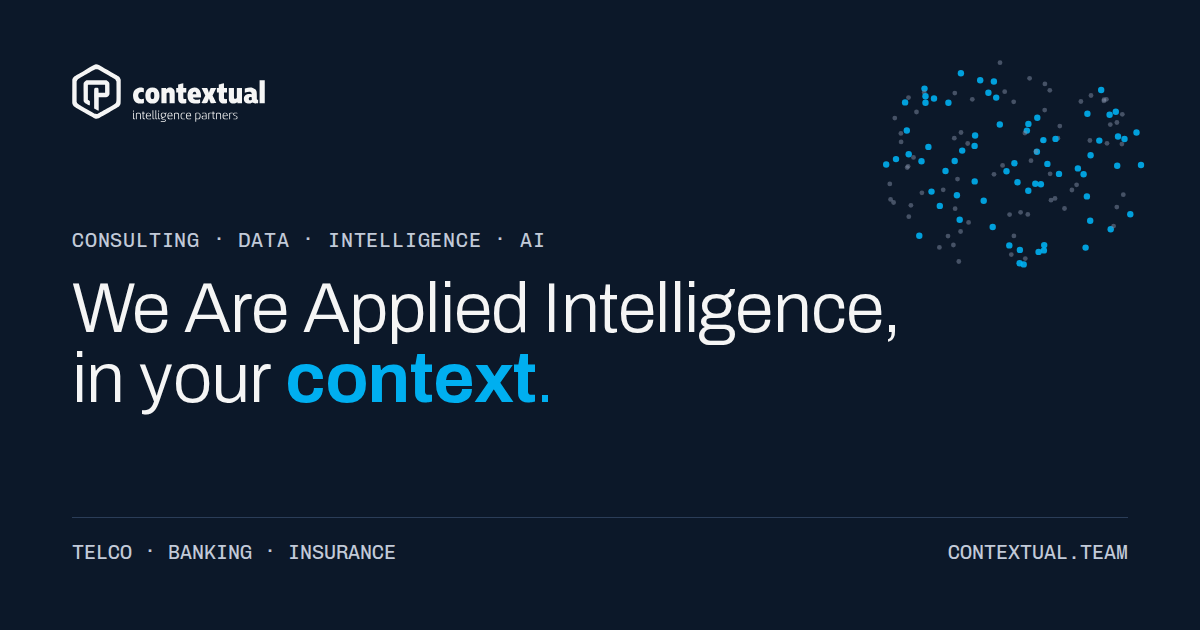 contextual
intelligence partners
CONSULTING · DATA · INTELLIGENCE · AI
We Are Applied Intelligence,
in your context.
TELCO · BANKING · INSURANCE
CONTEXTUAL.TEAM